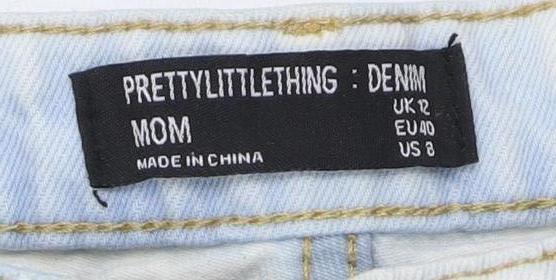 PRETTYLITTLETHING : DENIM
MOM
UK 12
EU 40
US 8
MADE IN CHINA